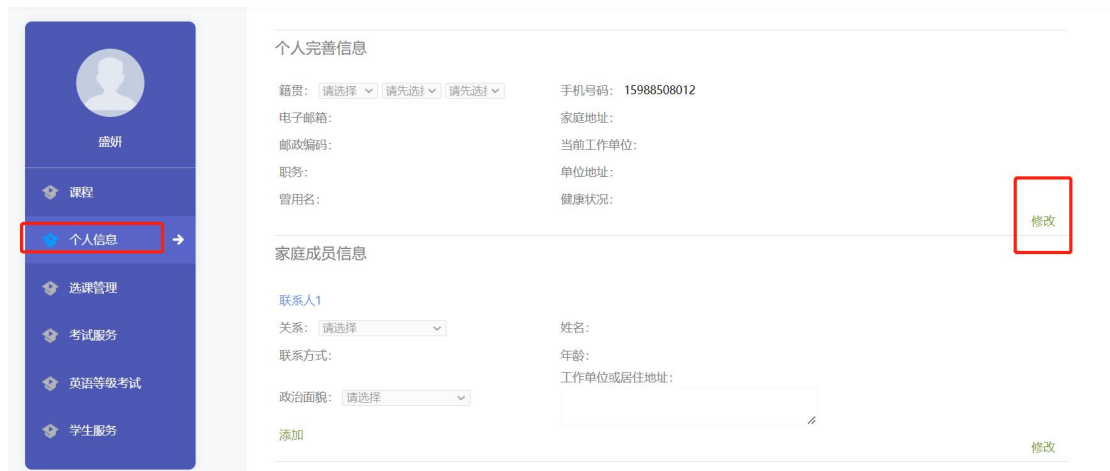 盛妍
课程
个人信息
选课管理
考试服务
英语等级考试
学生服务
个人完善信息
籍贯: 请选择 请先选择 请先选择 手机号码: 15988508012
电子邮箱: 家庭地址:
邮政编码: 当前工作单位:
职务: 单位地址:
曾用名: 健康状况:
修改
家庭成员信息
联系人1
关系: 请选择 姓名:
联系方式: 年龄:
工作单位或居住地址:
政治面貌: 请选择
添加
修改